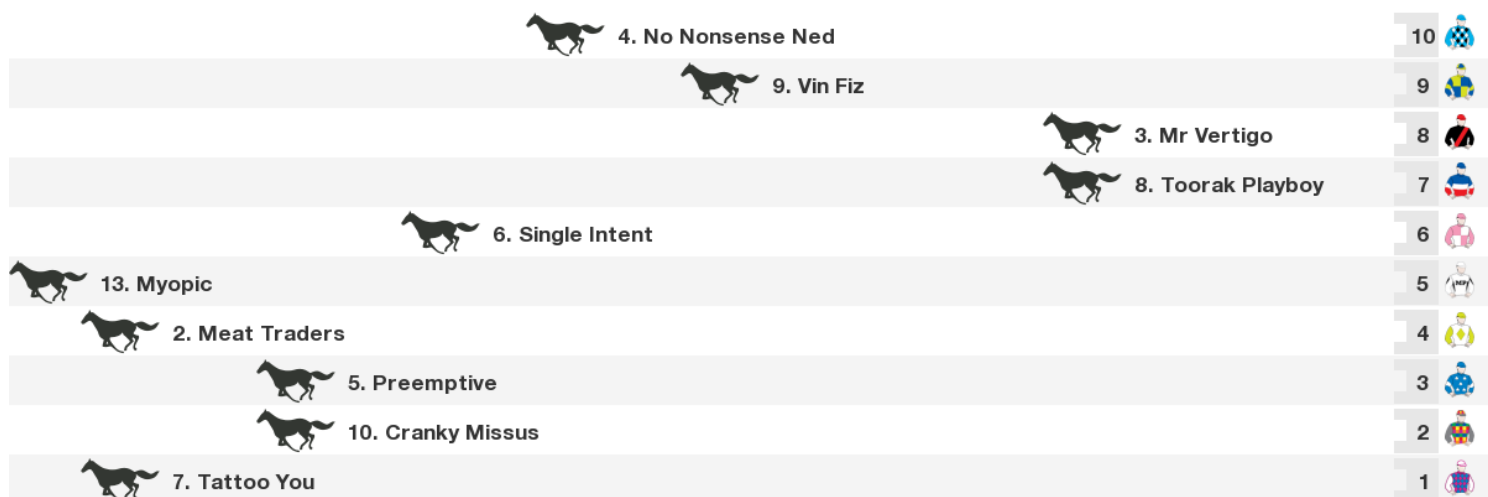 4. No Nonsense Ned 10
9. Vin Fiz 9
3. Mr Vertigo 8
8. Toorak Playboy 7
6. Single Intent 6
13. Myopic 5
2. Meat Traders 4
5. Preemptive 3
10. Cranky Missus 2
7. Tattoo You 1